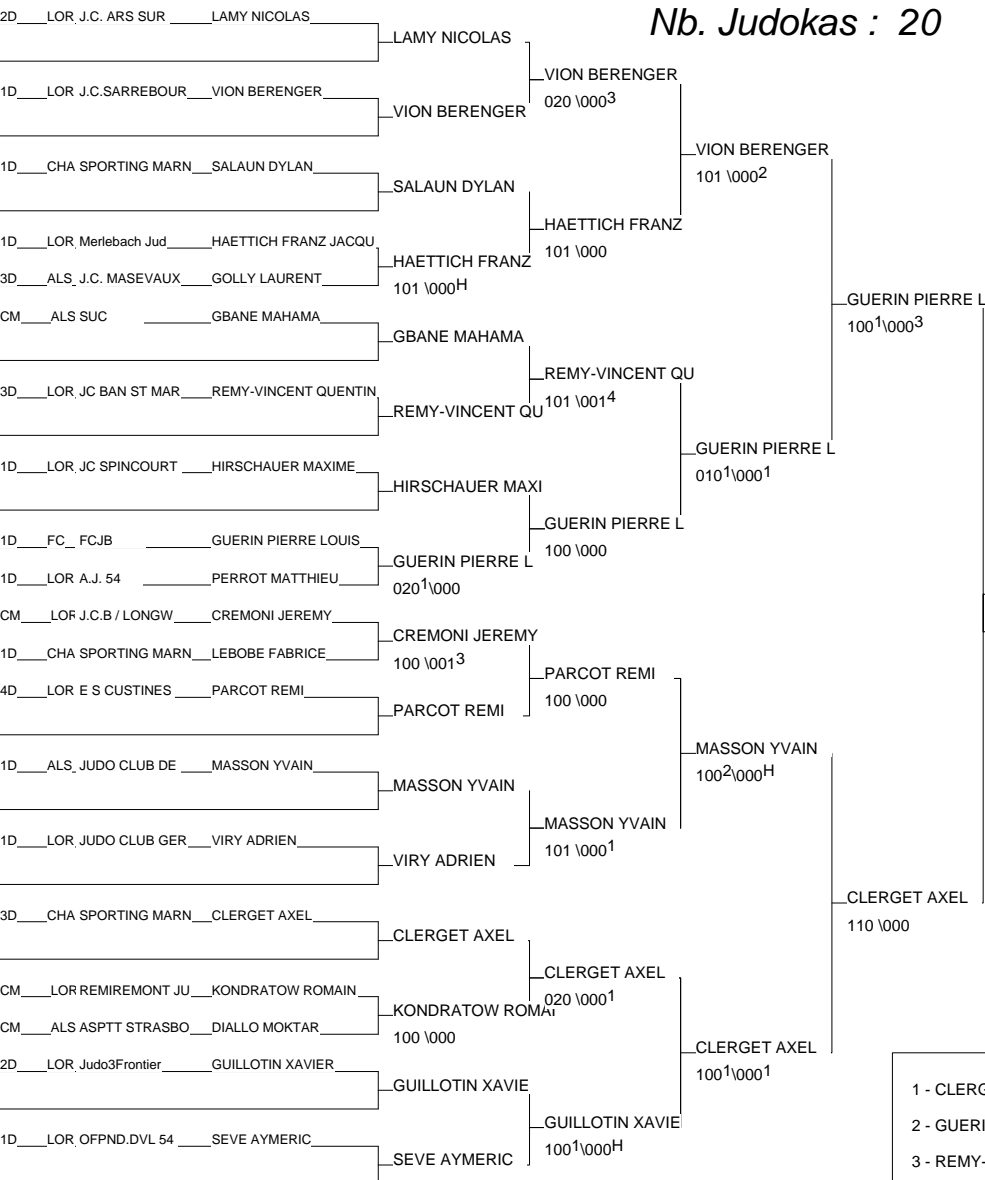 Nb. Judokas : 20
2D LOR J.C. ARS SUR LAMY NICOLAS
LAMY NICOLAS
VION BERENGER
020 \000³
1D LOR J.C.SARREBOUR VION BERENGER
VION BERENGER
VION BERENGER
101 \000²
1D CHA SPORTING MARN SALAUN DYLAN
SALAUN DYLAN
HAETTICH FRANZ
101 \000
1D LOR Merlebach Jud HAETTICH FRANZ JACQU
HAETTICH FRANZ
101 \000H
3D ALS J.C. MASEVAUX GOLLY LAURENT
GUERIN PIERRE L
100¹\000³
CM ALS SUC GBANE MAHAMA
GBANE MAHAMA
REMY-VINCENT QU
101 \001⁴
3D LOR JC BAN ST MAR REMY-VINCENT QUENTIN
REMY-VINCENT QU
GUERIN PIERRE L
010¹\000¹
1D LOR JC SPINCOURT HIRSCHAUER MAXIME
HIRSCHAUER MAXI
GUERIN PIERRE L
100 \000
1D FC FCJB GUERIN PIERRE LOUIS
GUERIN PIERRE L
020¹\000
1D LOR A.J. 54 PERROT MATTHIEU
CM LOR J.C.B / LONGW CREMONI JEREMY
CREMONI JEREMY
100 \001³
1D CHA SPORTING MARN LEBOBE FABRICE
PARCOT REMI
100 \000
4D LOR E S CUSTINES PARCOT REMI
PARCOT REMI
MASSON YVAIN
100²\000H
1D ALS JUDO CLUB DE MASSON YVAIN
MASSON YVAIN
MASSON YVAIN
101 \000¹
1D LOR JUDO CLUB GER VIRY ADRIEN
VIRY ADRIEN
CLERGET AXEL
110 \000
3D CHA SPORTING MARN CLERGET AXEL
CLERGET AXEL
CLERGET AXEL
020 \000¹
CM LOR REMIREMONT JU KONDRATOW ROMAIN
KONDRATOW ROMAI
100 \000
CM ALS ASPTT STRASBO DIALLO MOKTAR
CLERGET AXEL
100¹\000¹
2D LOR Judo3Frontier GUILLOTIN XAVIER
GUILLOTIN XAVIE
GUILLOTIN XAVIE
100¹\000H
1D LOR OFPND.DVL 54 SEVE AYMERIC
SEVE AYMERIC
1 - CLERG
2 - GUERI
3 - REMY-